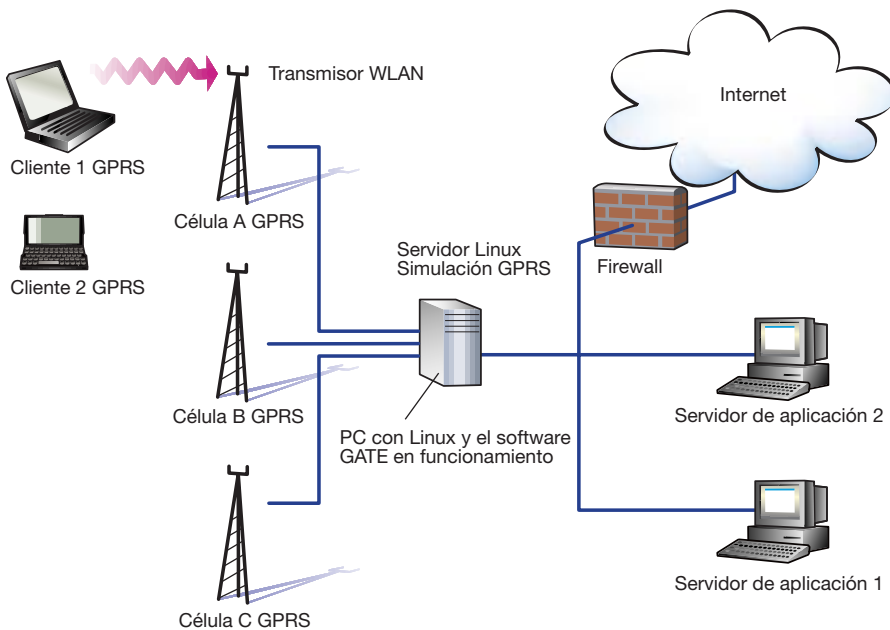 Transmisor WLAN
Internet
Cliente 1 GPRS
Célula A GPRS
Servidor Linux
Simulación GPRS
Firewall
Cliente 2 GPRS
Célula B GPRS
Servidor de aplicación 2
PC con Linux y el software
GATE en funcionamiento
Servidor de aplicación 1
Célula C GPRS